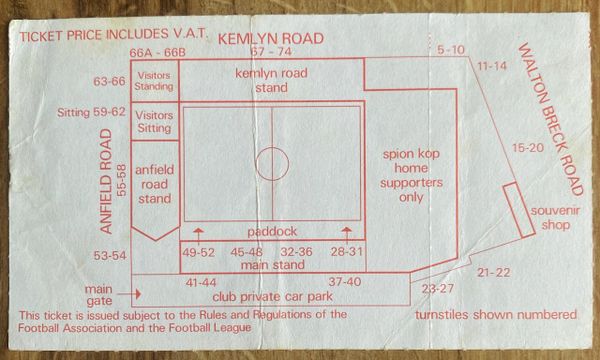 TICKET PRICE INCLUDES V.A.T.
KEMLYN ROAD
66A - 66B
67 - 74
5-10
11-14
WALTON BRECK ROAD
63-66
Visitors
Standing
kemlyn road
stand
Sitting 59-62
Visitors
Sitting
15-20
ANFIELD ROAD
55-58
anfield
road
stand
spion kop
home
supporters
only
souvenir
shop
paddock
53-54
49-52
45-48
32-36
28-31
main stand
21-22
41-44
37-40
23-27
main
gate
club private car park
turnstiles shown numbered
This ticket is issued subject to the Rules and Regulations of the
Football Association and the Football League